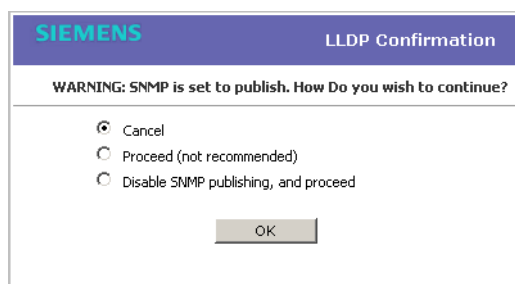 SIEMENS
LLDP Confirmation
WARNING: SNMP is set to publish. How Do you wish to continue?
Cancel
Proceed (not recommended)
Disable SNMP publishing, and proceed
OK